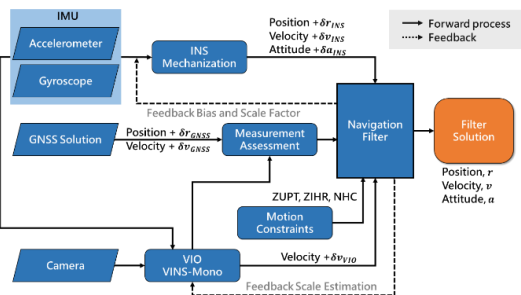 IMU
Accelerometer
Gyroscope
INS
Mechanization
Position +δr_INS
Velocity +δv_INS
Attitude +δa_INS
Forward process
Feedback
Feedback Bias and Scale Factor
GNSS Solution
Position + δr_GNSS
Velocity + δv_GNSS
Measurement
Assessment
Navigation
Filter
Filter
Solution
Position, r
Velocity, v
Attitude, a
ZUPT, ZIHR, NHC
Motion
Constraints
Camera
VIO
VINS-Mono
Velocity +δv_VIO
Feedback Scale Estimation